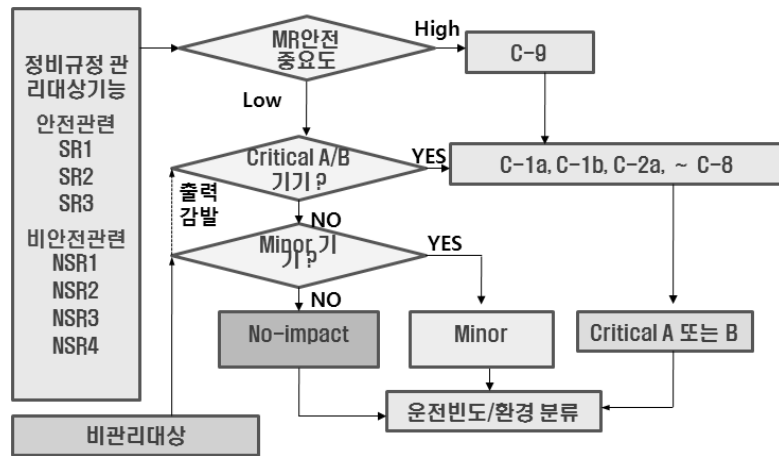 정비규정 관
리대상기능
안전관련
SR1
SR2
SR3
비안전관련
NSR1
NSR2
NSR3
NSR4
비관리대상
MR안전
중요도
High
C-9
Low
Critical A/B
기기 ?
YES
C-1a, C-1b, C-2a, ~ C-8
출력
감발
NO
Minor 기
기 ?
YES
NO
No-impact
Minor
Critical A 또는 B
운전빈도/환경 분류